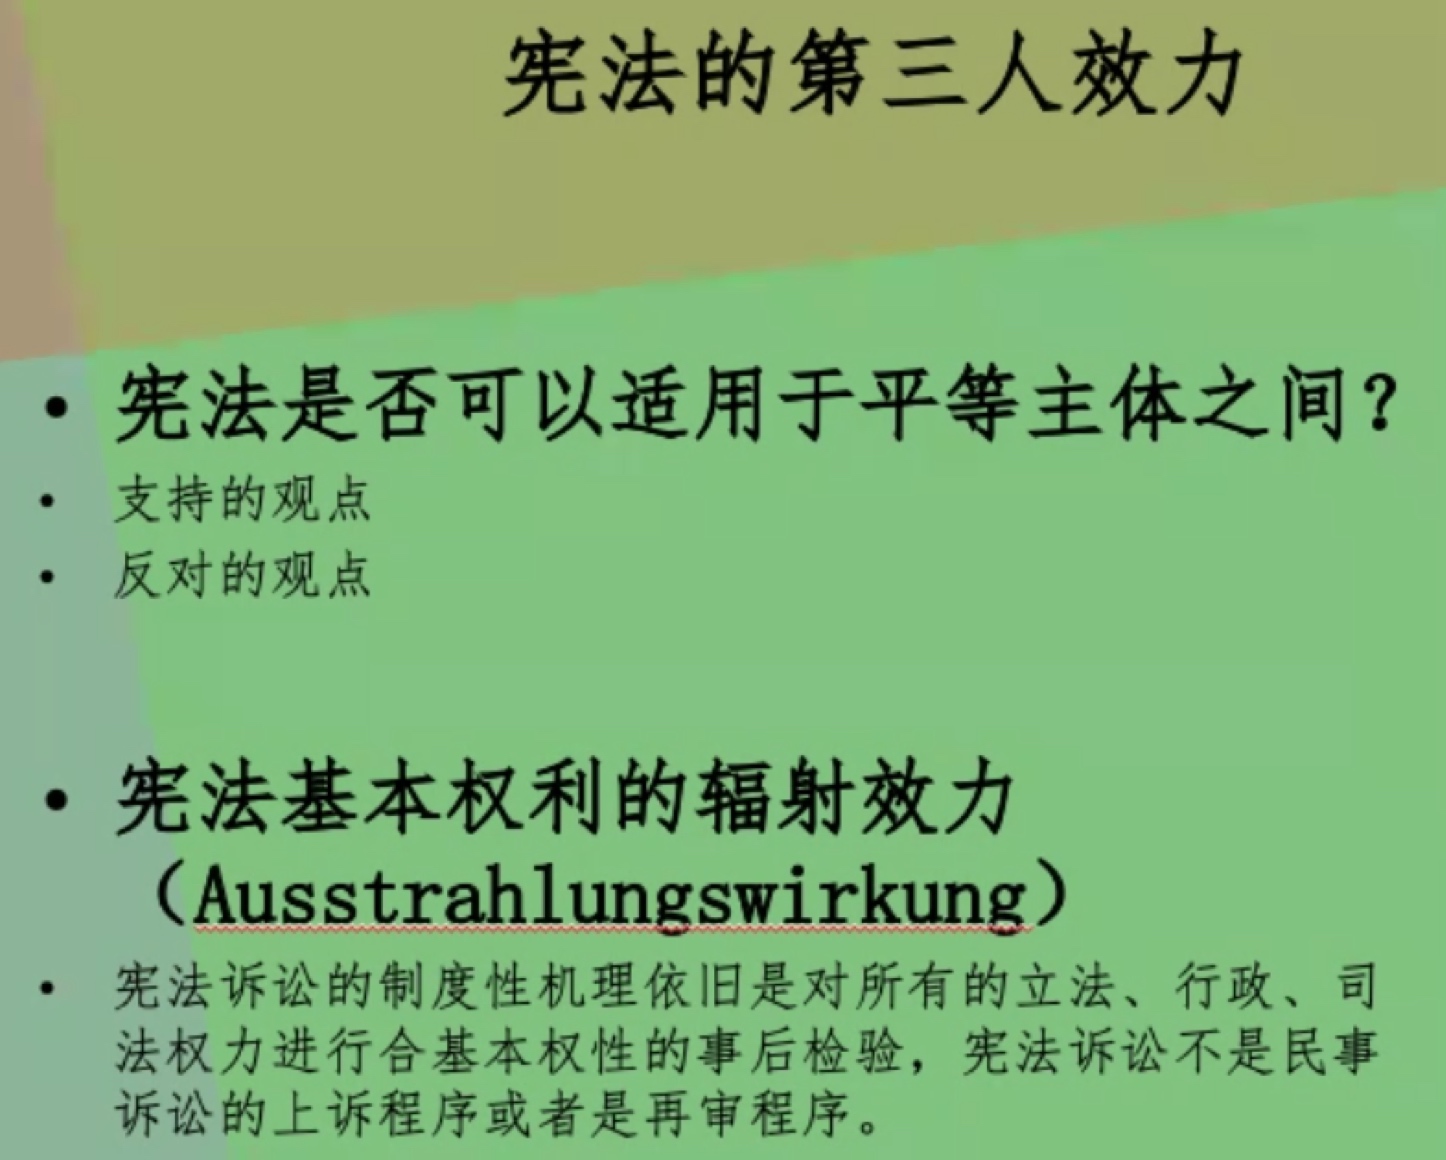 宪法的第三人效力
• 宪法是否可以适用于平等主体之间？
• 支持的观点
• 反对的观点
• 宪法基本权利的辐射效力
（Ausstrahlungswirkung）
• 宪法诉讼的制度性机理依旧是对所有的立法、行政、司
法权力进行合基本权性的事后检验，宪法诉讼不是民事
诉讼的上诉程序或者是再审程序。